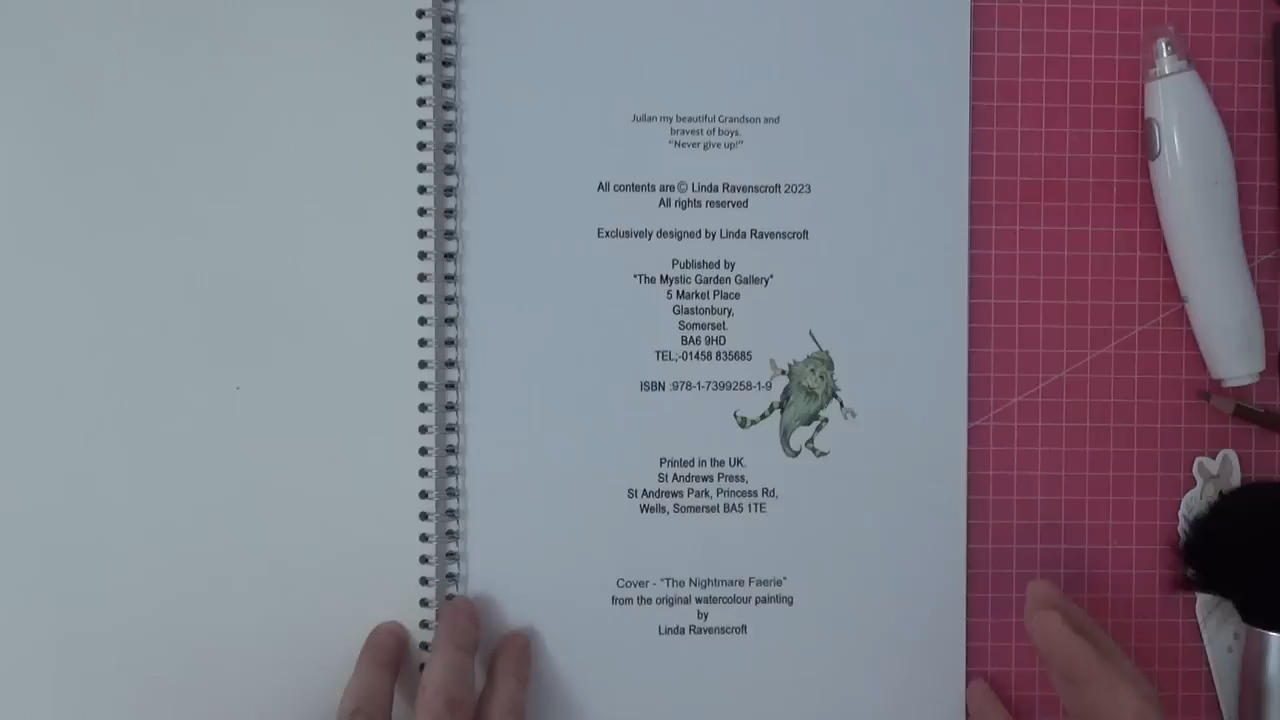 Julian my beautiful Grandson and
bravest of boys.
"Never give up!"
All contents are © Linda Ravenscroft 2023
All rights reserved
Exclusively designed by Linda Ravenscroft
Published by
"The Mystic Garden Gallery"
5 Market Place
Glastonbury,
Somerset.
BA6 9HD
TEL;-01458 835685
ISBN :978-1-7399258-1-9
Printed in the UK.
St Andrews Press,
St Andrews Park, Princess Rd,
Wells, Somerset BA5 1TE
Cover - "The Nightmare Faerie"
from the original watercolour painting
by
Linda Ravenscroft